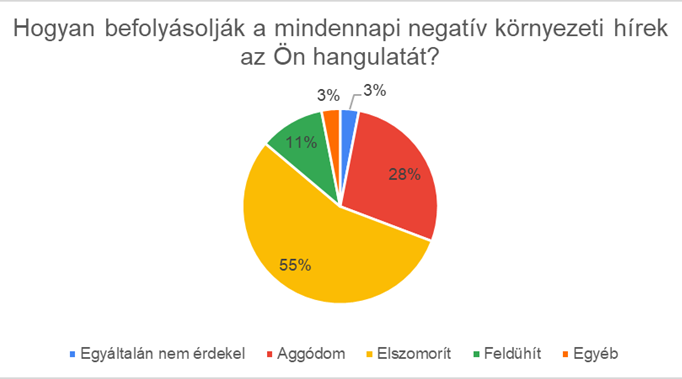 Hogyan befolyásolják a mindennapi negatív környezeti hírek
az Ön hangulatát?
3%
3%
11%
28%
55%
Egyáltalán nem érdekel
Aggódom
Elszomorít
Feldühít
Egyéb